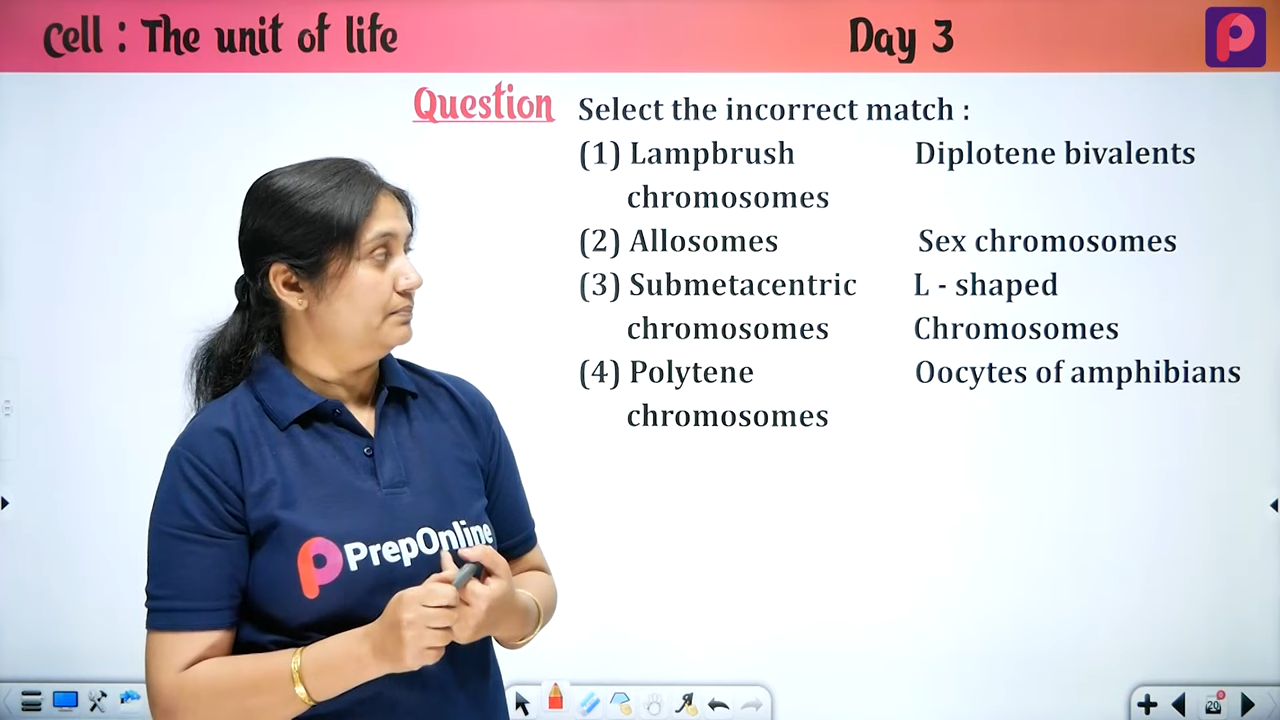 Cell : The unit of life
Day 3
Question
Select the incorrect match :
(1) Lampbrush Diplotene bivalents
chromosomes
(2) Allosomes Sex chromosomes
(3) Submetacentric L - shaped
chromosomes Chromosomes
(4) Polytene Oocytes of amphibians
chromosomes
PrepOnline
20